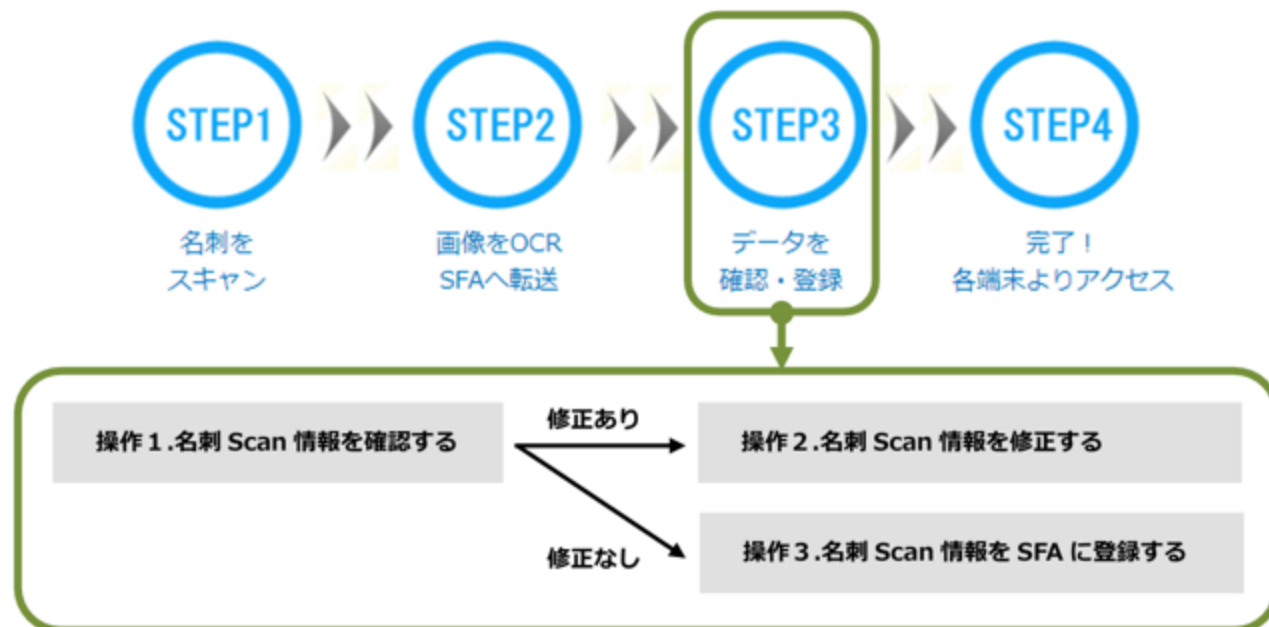 STEP1
STEP2
STEP3
STEP4
名刺を
スキャン
画像をOCR
SFAへ転送
データを
確認・登録
完了！
各端末よりアクセス
操作１.名刺 Scan 情報を確認する
修正あり
操作２.名刺 Scan 情報を修正する
修正なし
操作３.名刺 Scan 情報を SFA に登録する